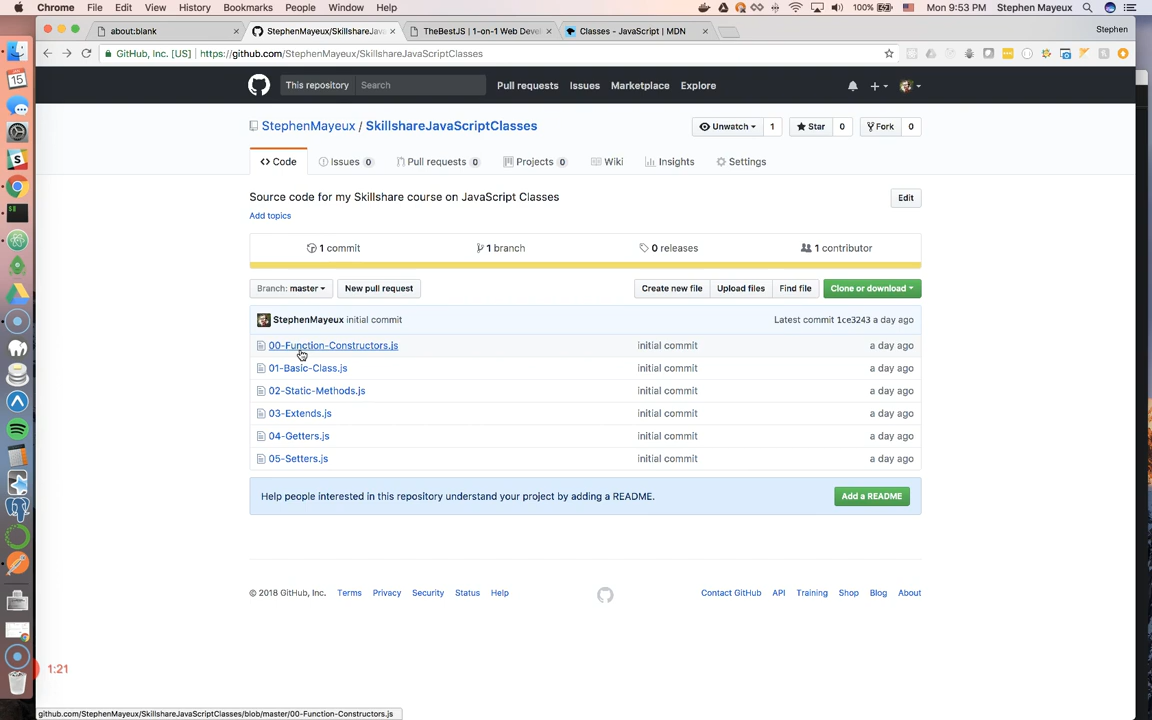 Chrome File Edit View History Bookmarks People Window Help 100% Mon 9:53 PM Stephen Mayeux
about:blank
StephenMayeux/SkillshareJava
TheBestJS | 1-on-1 Web Devel
Classes - JavaScript | MDN
Stephen
GitHub, Inc. [US] | https://github.com/StephenMayeux/SkillshareJavaScriptClasses
This repository Search Pull requests Issues Marketplace Explore
StephenMayeux / SkillshareJavaScriptClasses
Unwatch 1 Star 0 Fork 0
Code Issues 0 Pull requests 0 Projects 0 Wiki Insights Settings
Source code for my Skillshare course on JavaScript Classes
Edit
Add topics
1 commit 1 branch 0 releases 1 contributor
Branch: master New pull request Create new file Upload files Find file Clone or download
StephenMayeux initial commit Latest commit 1ce3243 a day ago
00-Function-Constructors.js initial commit a day ago
01-Basic-Class.js initial commit a day ago
02-Static-Methods.js initial commit a day ago
03-Extends.js initial commit a day ago
04-Getters.js initial commit a day ago
05-Setters.js initial commit a day ago
Help people interested in this repository understand your project by adding a README. Add a README
© 2018 GitHub, Inc. Terms Privacy Security Status Help Contact GitHub API Training Shop Blog About
1:21
github.com/StephenMayeux/SkillshareJavaScriptClasses/blob/master/00-Function-Constructors.js
15